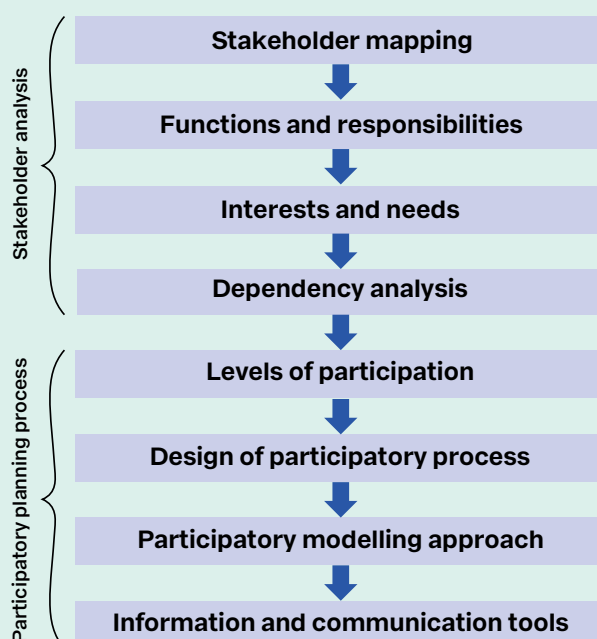 Stakeholder analysis
Stakeholder mapping
Functions and responsibilities
Interests and needs
Dependency analysis
Participatory planning process
Levels of participation
Design of participatory process
Participatory modelling approach
Information and communication tools